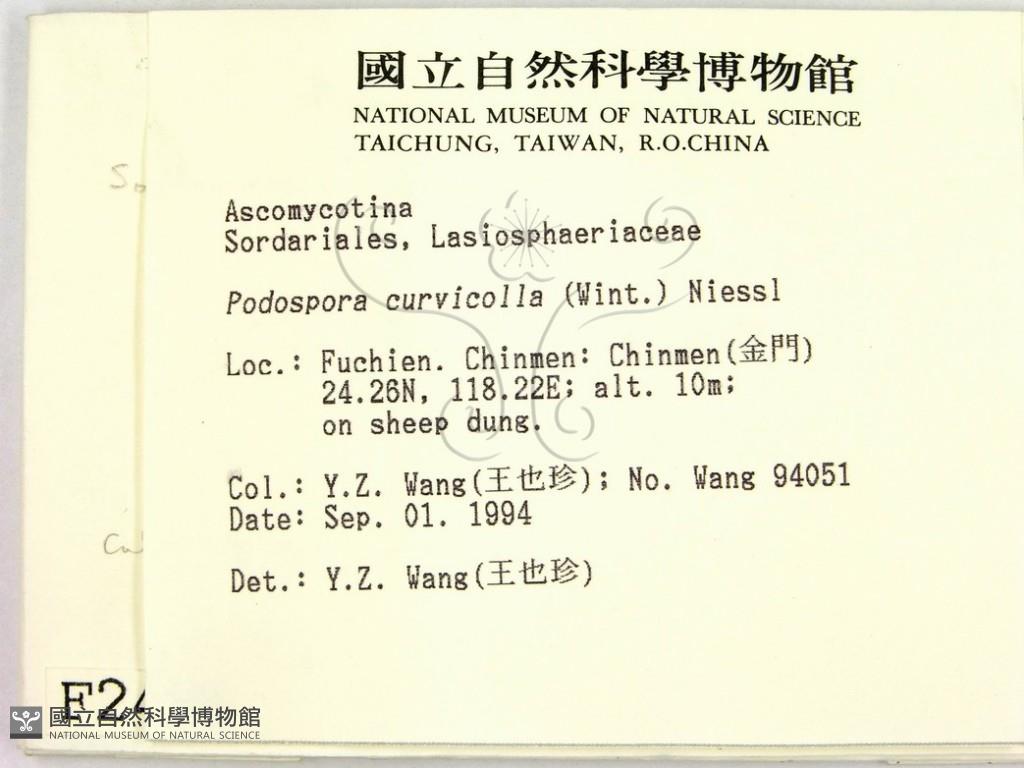 國立自然科學博物館
NATIONAL MUSEUM OF NATURAL SCIENCE
TAICHUNG, TAIWAN, R.O.CHINA
Ascomycotina
Sordariales, Lasiosphaeriaceae
Podospora curvicolla (Wint.) Niessl
Loc.: Fuchien. Chinmen: Chinmen(金門)
24.26N, 118.22E; alt. 10m;
on sheep dung.
Col.: Y.Z. Wang(王也珍); No. Wang 94051
Date: Sep. 01. 1994
Det.: Y.Z. Wang(王也珍)
So
F24
國立自然科學博物館
NATIONAL MUSEUM OF NATURAL SCIENCE